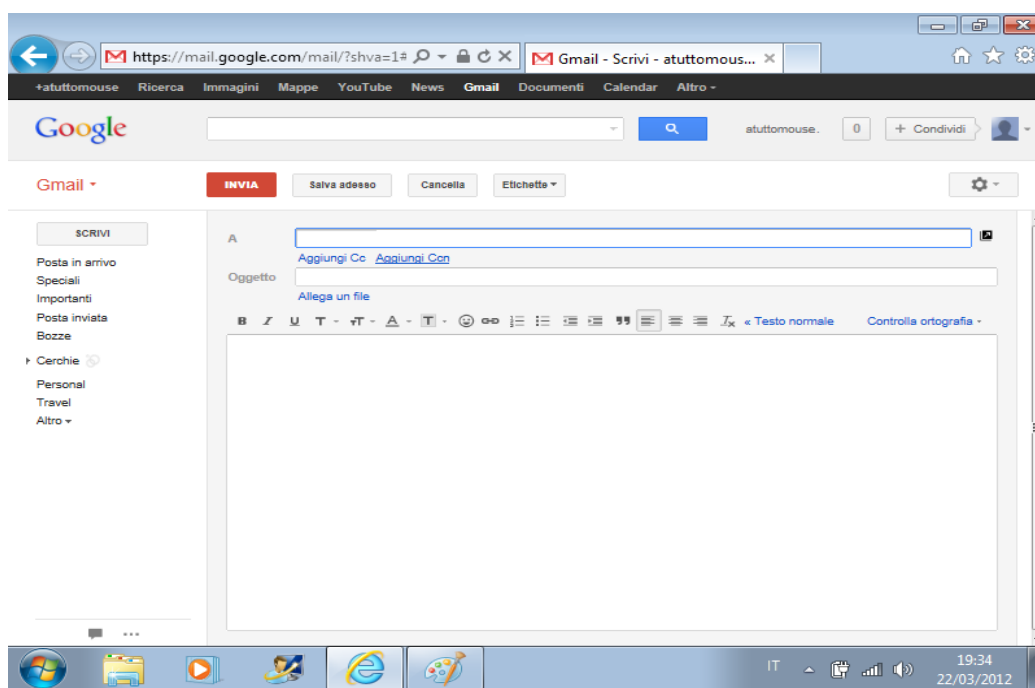 https://mail.google.com/mail/?shva=1# Gmail - Scrivi - atuttomous...
+atuttomouse Ricerca Immagini Mappe YouTube News Gmail Documenti Calendar Altro
Google atuttomouse. 0 + Condividi
Gmail INVIA Salva adesso Cancella Etichette
SCRIVI
Posta in arrivo
Speciali
Importanti
Posta inviata
Bozze
Cerchie
Personal
Travel
Altro
A
Aggiungi Cc Aggiungi Ccn
Oggetto
Allega un file
B I U T T A T « Testo normale Controlla ortografia
IT 19:34
22/03/2012